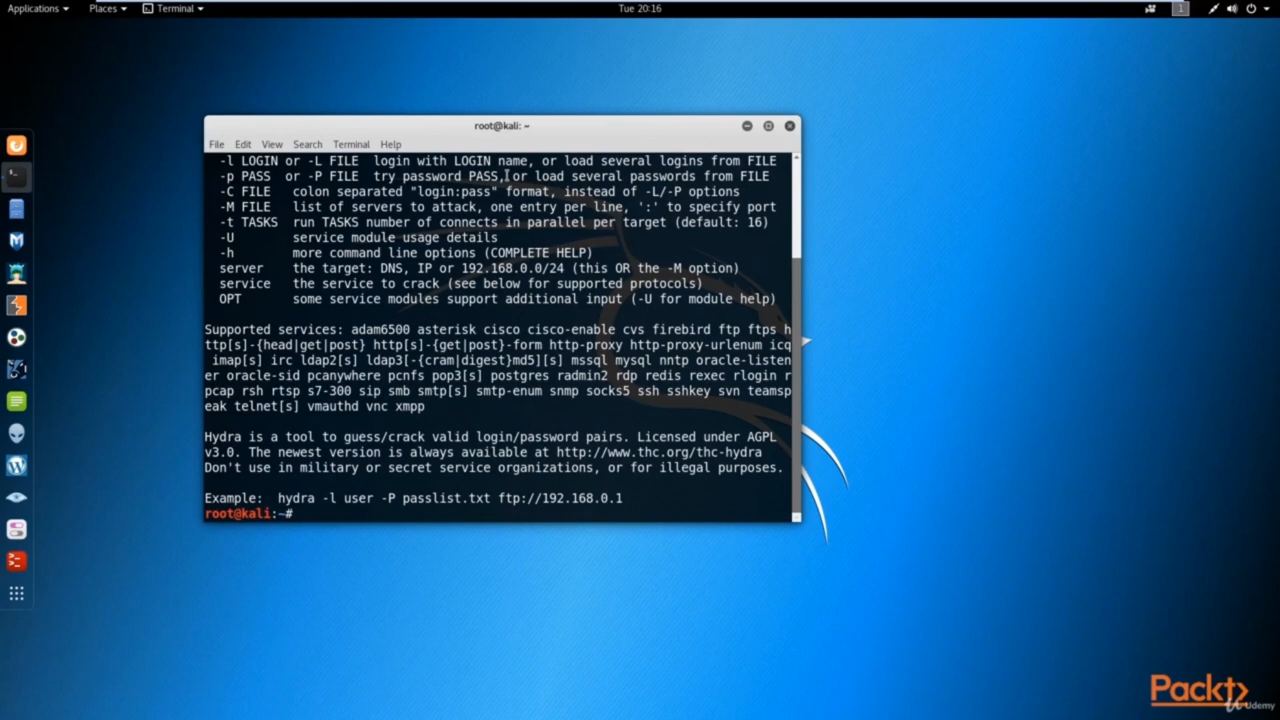 Applications Places Terminal Tue 20:16 1
root@kali: ~
File Edit View Search Terminal Help
-l LOGIN or -L FILE  login with LOGIN name, or load several logins from FILE
-p PASS  or -P FILE  try password PASS, or load several passwords from FILE
-C FILE   colon separated "login:pass" format, instead of -L/-P options
-M FILE   list of servers to attack, one entry per line, ':' to specify port
-t TASKS  run TASKS number of connects in parallel per target (default: 16)
-U        service module usage details
-h        more command line options (COMPLETE HELP)
server    the target: DNS, IP or 192.168.0.0/24 (this OR the -M option)
service   the service to crack (see below for supported protocols)
OPT       some service modules support additional input (-U for module help)
Supported services: adam6500 asterisk cisco cisco-enable cvs firebird ftp ftps h
ttp[s]-{head|get|post} http[s]-{get|post}-form http-proxy http-proxy-urlenum icq
imap[s] irc ldap2[s] ldap3[-{cram|digest}md5][s] mssql mysql nntp oracle-listen
er oracle-sid pcanywhere pcnfs pop3[s] postgres radmin2 rdp redis rexec rlogin r
pcap rsh rtsp s7-300 sip smb smtp[s] smtp-enum snmp socks5 ssh sshkey svn teamsp
eak telnet[s] vmauthd vnc xmpp
Hydra is a tool to guess/crack valid login/password pairs. Licensed under AGPL
v3.0. The newest version is always available at http://www.thc.org/thc-hydra
Don't use in military or secret service organizations, or for illegal purposes.
Example:  hydra -l user -P passlist.txt ftp://192.168.0.1
root@kali:~#
Packt
Udemy